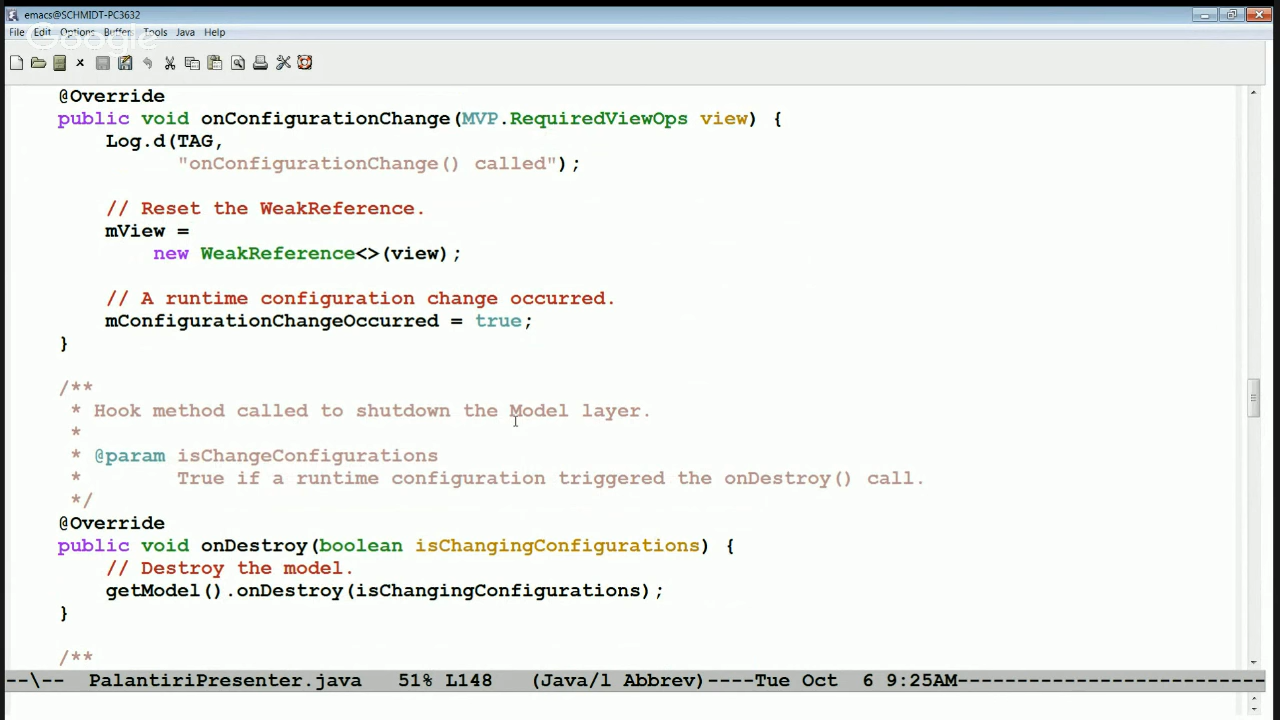 emacs@SCHMIDT-PC3632
File Edit Options Buffer Tools Java Help
Google
@Override
public void onConfigurationChange(MVP.RequiredViewOps view) {
Log.d(TAG,
"onConfigurationChange() called");
// Reset the WeakReference.
mView =
new WeakReference<>(view);
// A runtime configuration change occurred.
mConfigurationChangeOccurred = true;
}
/**
* Hook method called to shutdown the Model layer.
*
* @param isChangeConfigurations
* True if a runtime configuration triggered the onDestroy() call.
*/
@Override
public void onDestroy(boolean isChangingConfigurations) {
// Destroy the model.
getModel().onDestroy(isChangingConfigurations);
}
/**
--\-- PalantiriPresenter.java 51% L148 (Java/l Abbrev)----Tue Oct 6 9:25AM--------------------------